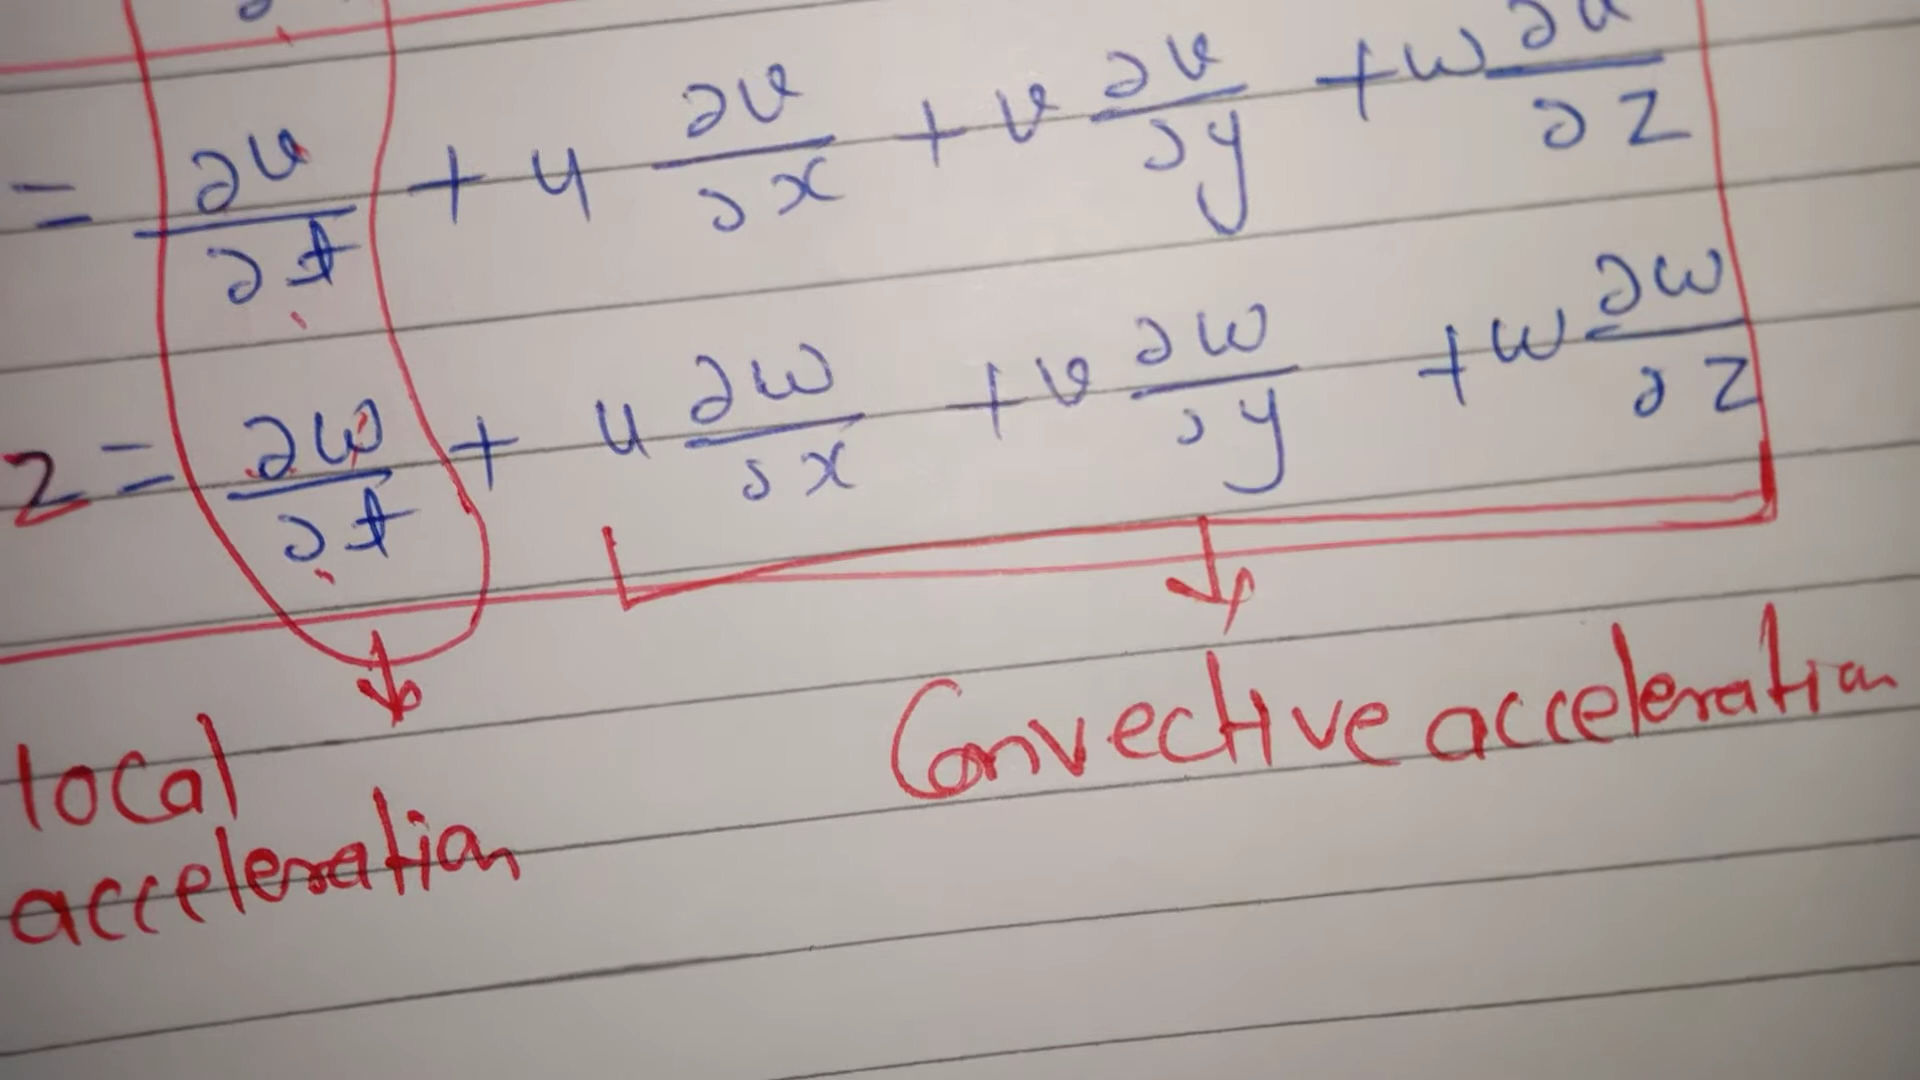 = ∂v/∂t + u ∂v/∂x + v ∂v/∂y + w ∂v/∂z
z = ∂w/∂t + u ∂w/∂x + v ∂w/∂y + w ∂w/∂z
local
acceleration
Convective acceleration